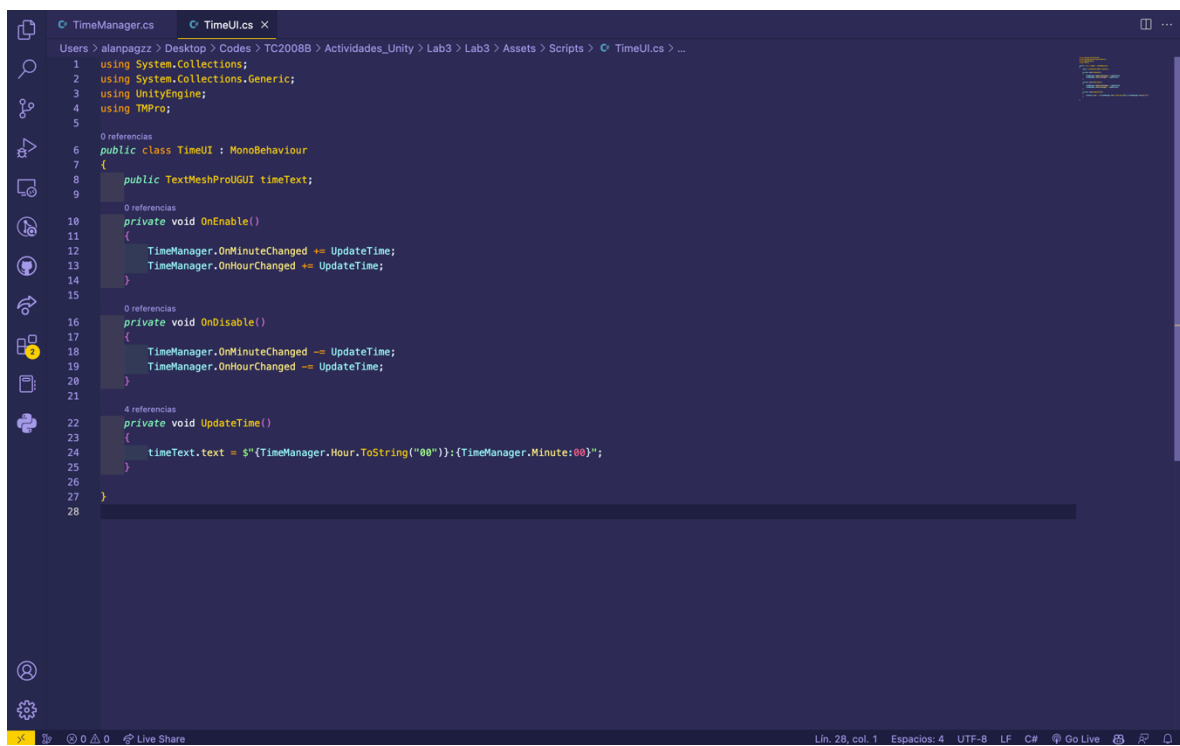 TimeManager.cs
TimeUI.cs
Users > alanpagzz > Desktop > Codes > TC2008B > Actividades_Unity > Lab3 > Lab3 > Assets > Scripts > TimeUI.cs > ...
1 using System.Collections;
2 using System.Collections.Generic;
3 using UnityEngine;
4 using TMPro;
5
0 referencias
6 public class TimeUI : MonoBehaviour
7 {
8     public TextMeshProUGUI timeText;
9
0 referencias
10     private void OnEnable()
11     {
12         TimeManager.OnMinuteChanged += UpdateTime;
13         TimeManager.OnHourChanged += UpdateTime;
14     }
15
0 referencias
16     private void OnDisable()
17     {
18         TimeManager.OnMinuteChanged -= UpdateTime;
19         TimeManager.OnHourChanged -= UpdateTime;
20     }
21
4 referencias
22     private void UpdateTime()
23     {
24         timeText.text = $"{TimeManager.Hour.ToString("00")}:{TimeManager.Minute:00}";
25     }
26
27 }
28
2
0 0 Live Share Lín. 28, col. 1 Espacios: 4 UTF-8 LF C# Go Live